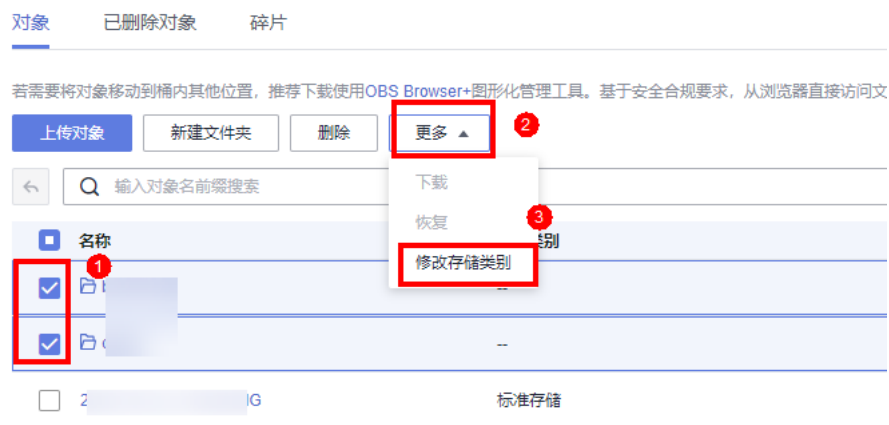 对象 已删除对象 碎片
若需要将对象移动到桶内其他位置，推荐下载使用OBS Browser+图形化管理工具。基于安全合规要求，从浏览器直接访问文
上传对象 新建文件夹 删除 更多 2
输入对象名前缀搜索 下载
恢复 3
名称 类别
修改存储类别
1
--
--
2 IG 标准存储